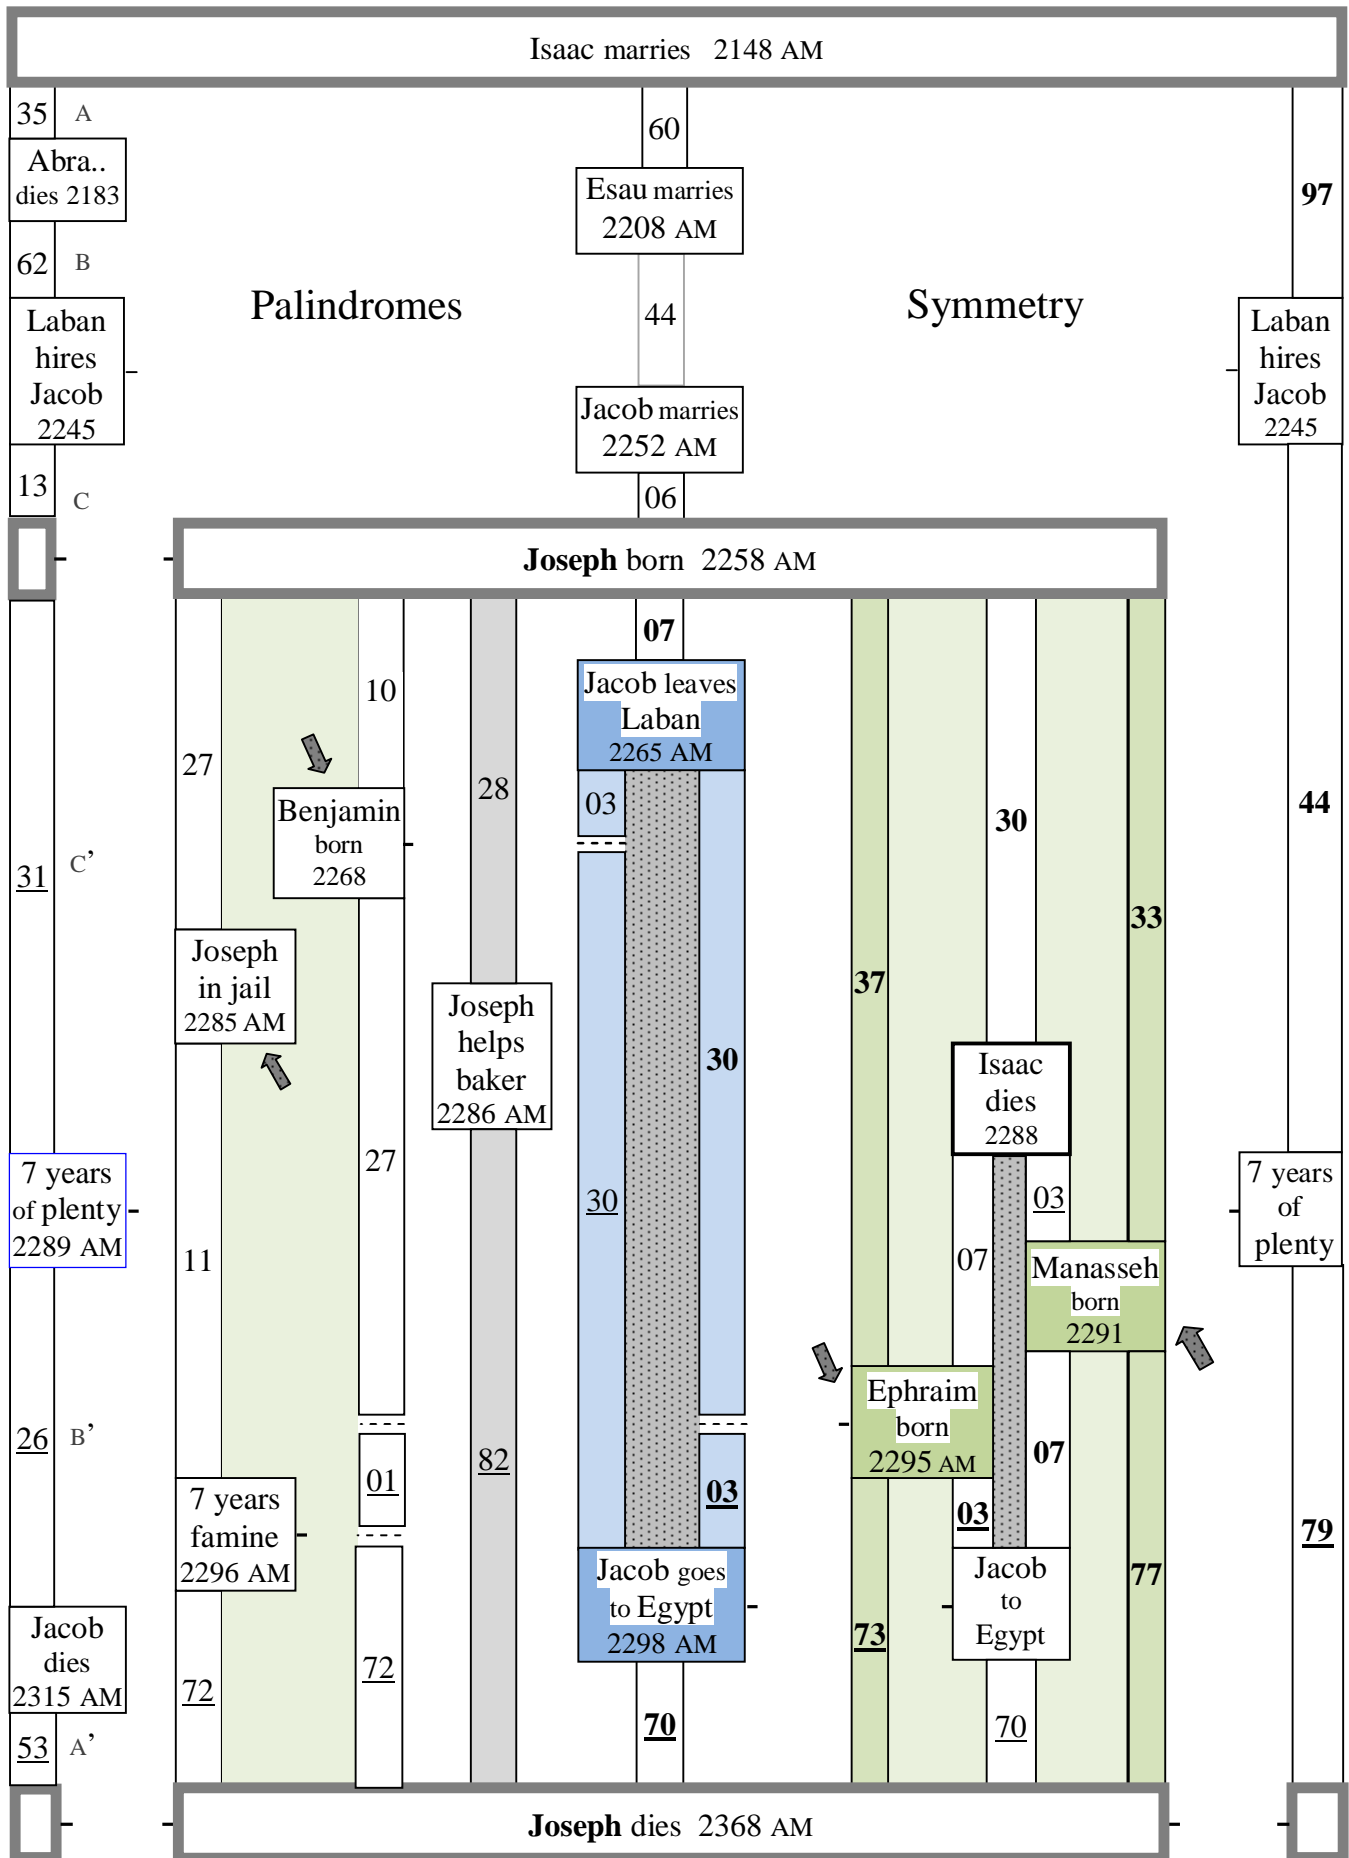 Isaac marries 2148 AM
35 A
60
Abra..
dies 2183
Esau marries
2208 AM
97
62 B
Palindromes
44
Symmetry
Laban
hires
Jacob
2245
Laban
hires
Jacob
2245
Jacob marries
2252 AM
13 C
06
Joseph born 2258 AM
07
10
Jacob leaves
Laban
2265 AM
27
28
03
Benjamin
born
2268
30
44
31 C’
33
Joseph
in jail
2285 AM
37
Joseph
helps
baker
2286 AM
30
Isaac
dies
2288
27
7 years
of plenty
2289 AM
30
03
7 years
of
plenty
11
07
Manasseh
born
2291
Ephraim
born
2295 AM
26 B’
82
07
01
03
7 years
famine
2296 AM
03
79
Jacob goes
to Egypt
2298 AM
Jacob
to
Egypt
77
Jacob
dies
2315 AM
73
72
72
70
70
53 A’
Joseph dies 2368 AM